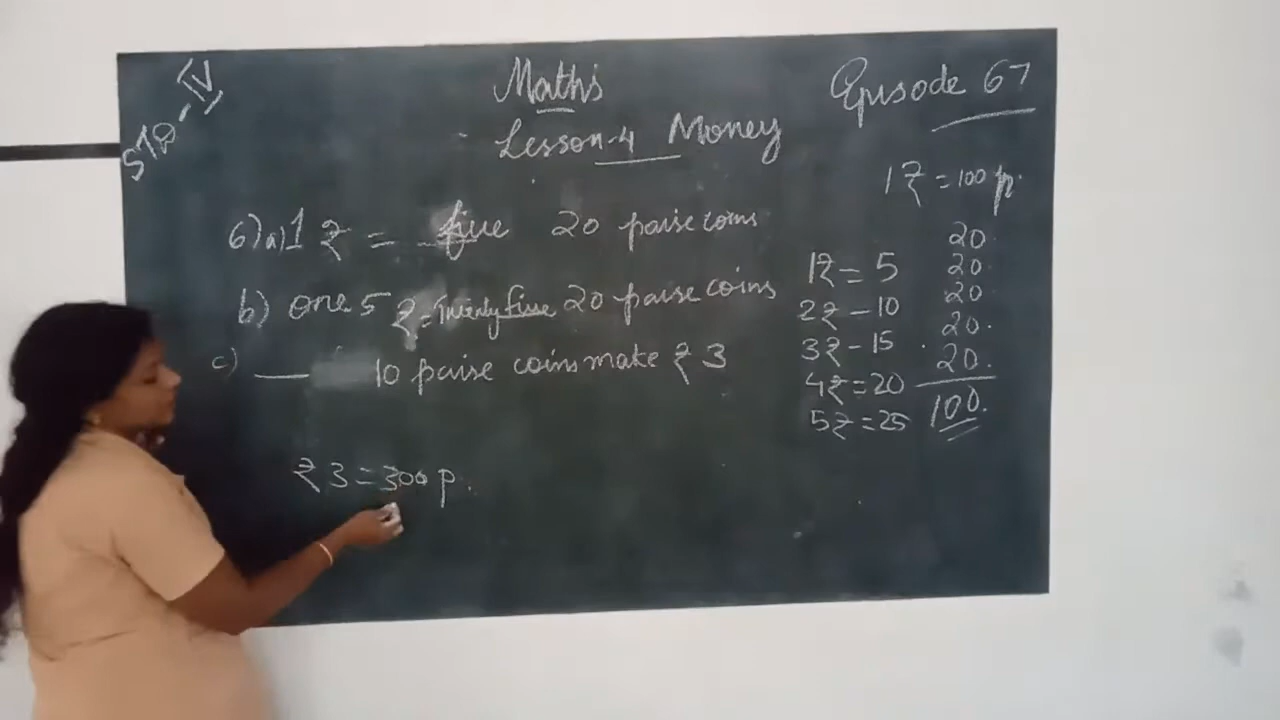 STD-IV
Maths
Episode 67
Lesson-4 Money
1₹ = 100 p.
6) a) 1 ₹ = five 20 paise coins
b) one 5 ₹ = Twenty five 20 paise coins
c) ___ 10 paise coins make ₹ 3
₹ 3 = 300 p.
1₹ = 5
2₹ - 10
3₹ - 15
4₹ = 20
5₹ = 25
20
20
20
20
20
100